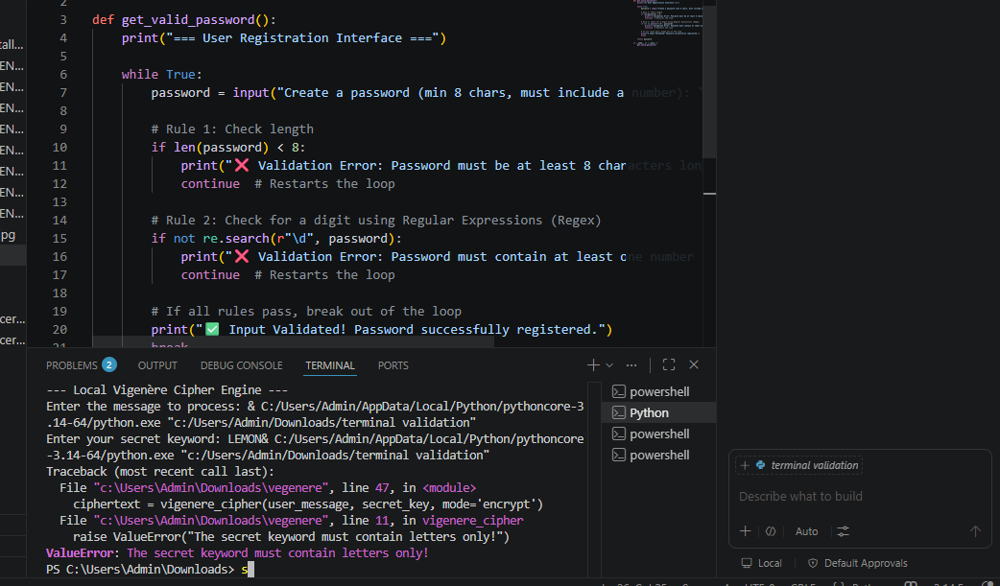 tall...
EN...
EN...
EN...
EN...
EN...
EN...
EN...
EN...
pg
cer...
cer...
2
3 def get_valid_password():
4 print("=== User Registration Interface ===")
5
6 while True:
7 password = input("Create a password (min 8 chars, must include a number): "
8
9 # Rule 1: Check length
10 if len(password) < 8:
11 print("❌ Validation Error: Password must be at least 8 characters lon
12 continue # Restarts the loop
13
14 # Rule 2: Check for a digit using Regular Expressions (Regex)
15 if not re.search(r"\d", password):
16 print("❌ Validation Error: Password must contain at least one number
17 continue # Restarts the loop
18
19 # If all rules pass, break out of the loop
20 print("✅ Input Validated! Password successfully registered.")
21 break
PROBLEMS 2 OUTPUT DEBUG CONSOLE TERMINAL PORTS
--- Local Vigenère Cipher Engine ---
Enter the message to process: & C:/Users/Admin/AppData/Local/Python/pythoncore-3
.14-64/python.exe "c:/Users/Admin/Downloads/terminal validation"
Enter your secret keyword: LEMON& C:/Users/Admin/AppData/Local/Python/pythoncore
-3.14-64/python.exe "c:/Users/Admin/Downloads/terminal validation"
Traceback (most recent call last):
File "c:\Users\Admin\Downloads\vegenere", line 47, in <module>
ciphertext = vigenere_cipher(user_message, secret_key, mode='encrypt')
File "c:\Users\Admin\Downloads\vegenere", line 11, in vigenere_cipher
raise ValueError("The secret keyword must contain letters only!")
ValueError: The secret keyword must contain letters only!
PS C:\Users\Admin\Downloads> s
powershell
Python
powershell
powershell
terminal validation
Describe what to build
Auto
Local Default Approvals